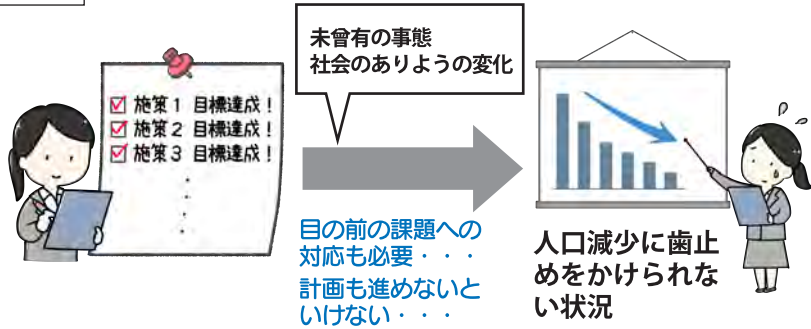 未曾有の事態
社会のありようの変化
施策1 目標達成！
施策2 目標達成！
施策3 目標達成！
・
・
・
・
目の前の課題への
対応も必要・・・
計画も進めないと
いけない・・・
人口減少に歯止
めをかけられな
い状況